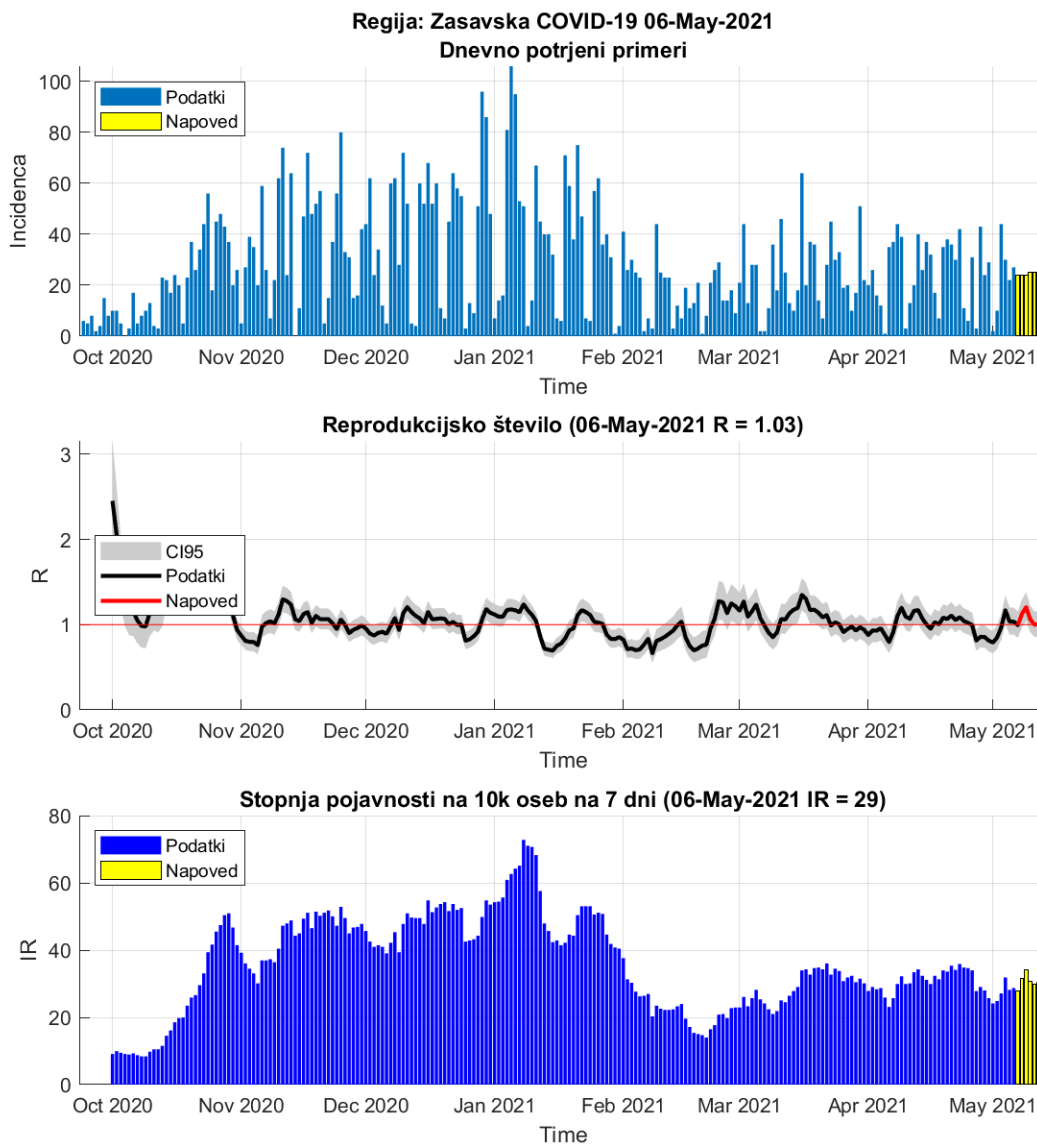 Regija: Zasavska COVID-19 06-May-2021
Dnevno potrjeni primeri
100
80
60
40
20
0
Incidenca
Podatki
Napoved
Oct 2020 Nov 2020 Dec 2020 Jan 2021 Feb 2021 Mar 2021 Apr 2021 May 2021
Time
Reprodukcijsko število (06-May-2021 R = 1.03)
3
2
1
0
R
CI95
Podatki
Napoved
Oct 2020 Nov 2020 Dec 2020 Jan 2021 Feb 2021 Mar 2021 Apr 2021 May 2021
Time
Stopnja pojavnosti na 10k oseb na 7 dni (06-May-2021 IR = 29)
80
60
40
20
0
IR
Podatki
Napoved
Oct 2020 Nov 2020 Dec 2020 Jan 2021 Feb 2021 Mar 2021 Apr 2021 May 2021
Time